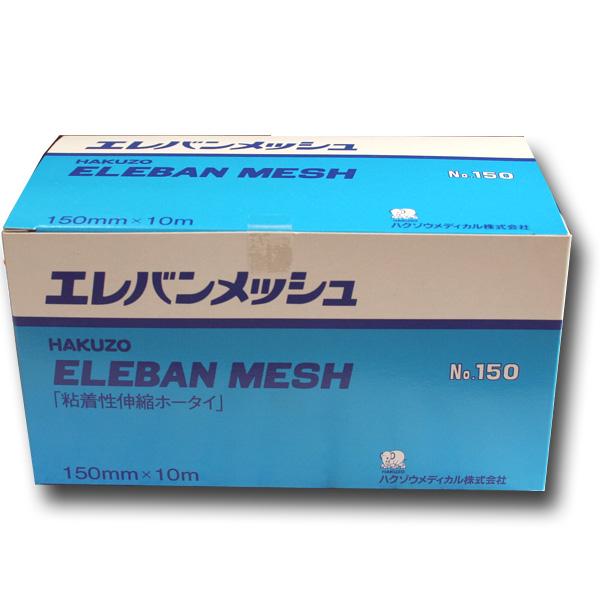 エレバンメッシュ
HAKUZO
ELEBAN MESH
No.150
150mm×10m
HAKUZO
ハクゾウメディカル株式会社
エレバンメッシュ
HAKUZO
ELEBAN MESH
No.150
「粘着性伸縮ホータイ」
150mm×10m
HAKUZO
ハクゾウメディカル株式会社